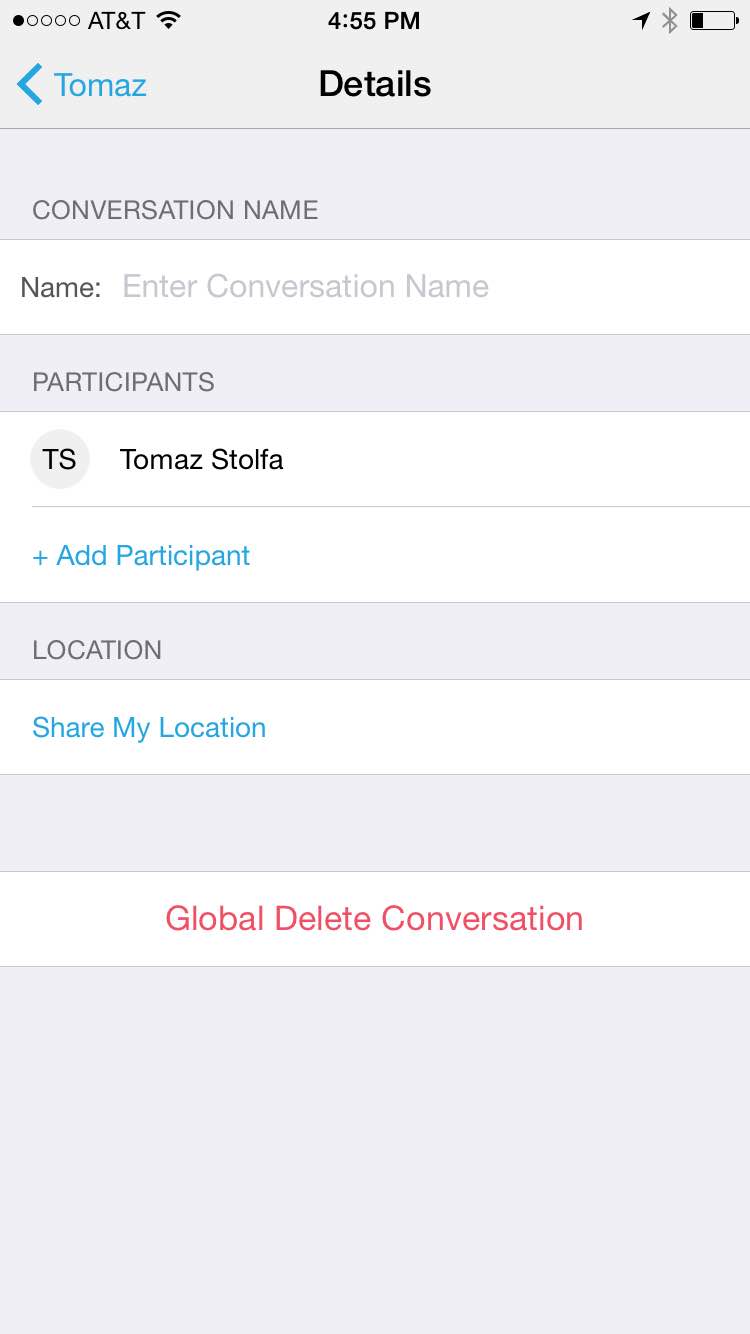 AT&T 4:55 PM
Tomaz Details
CONVERSATION NAME
Name: Enter Conversation Name
PARTICIPANTS
TS Tomaz Stolfa
+ Add Participant
LOCATION
Share My Location
Global Delete Conversation